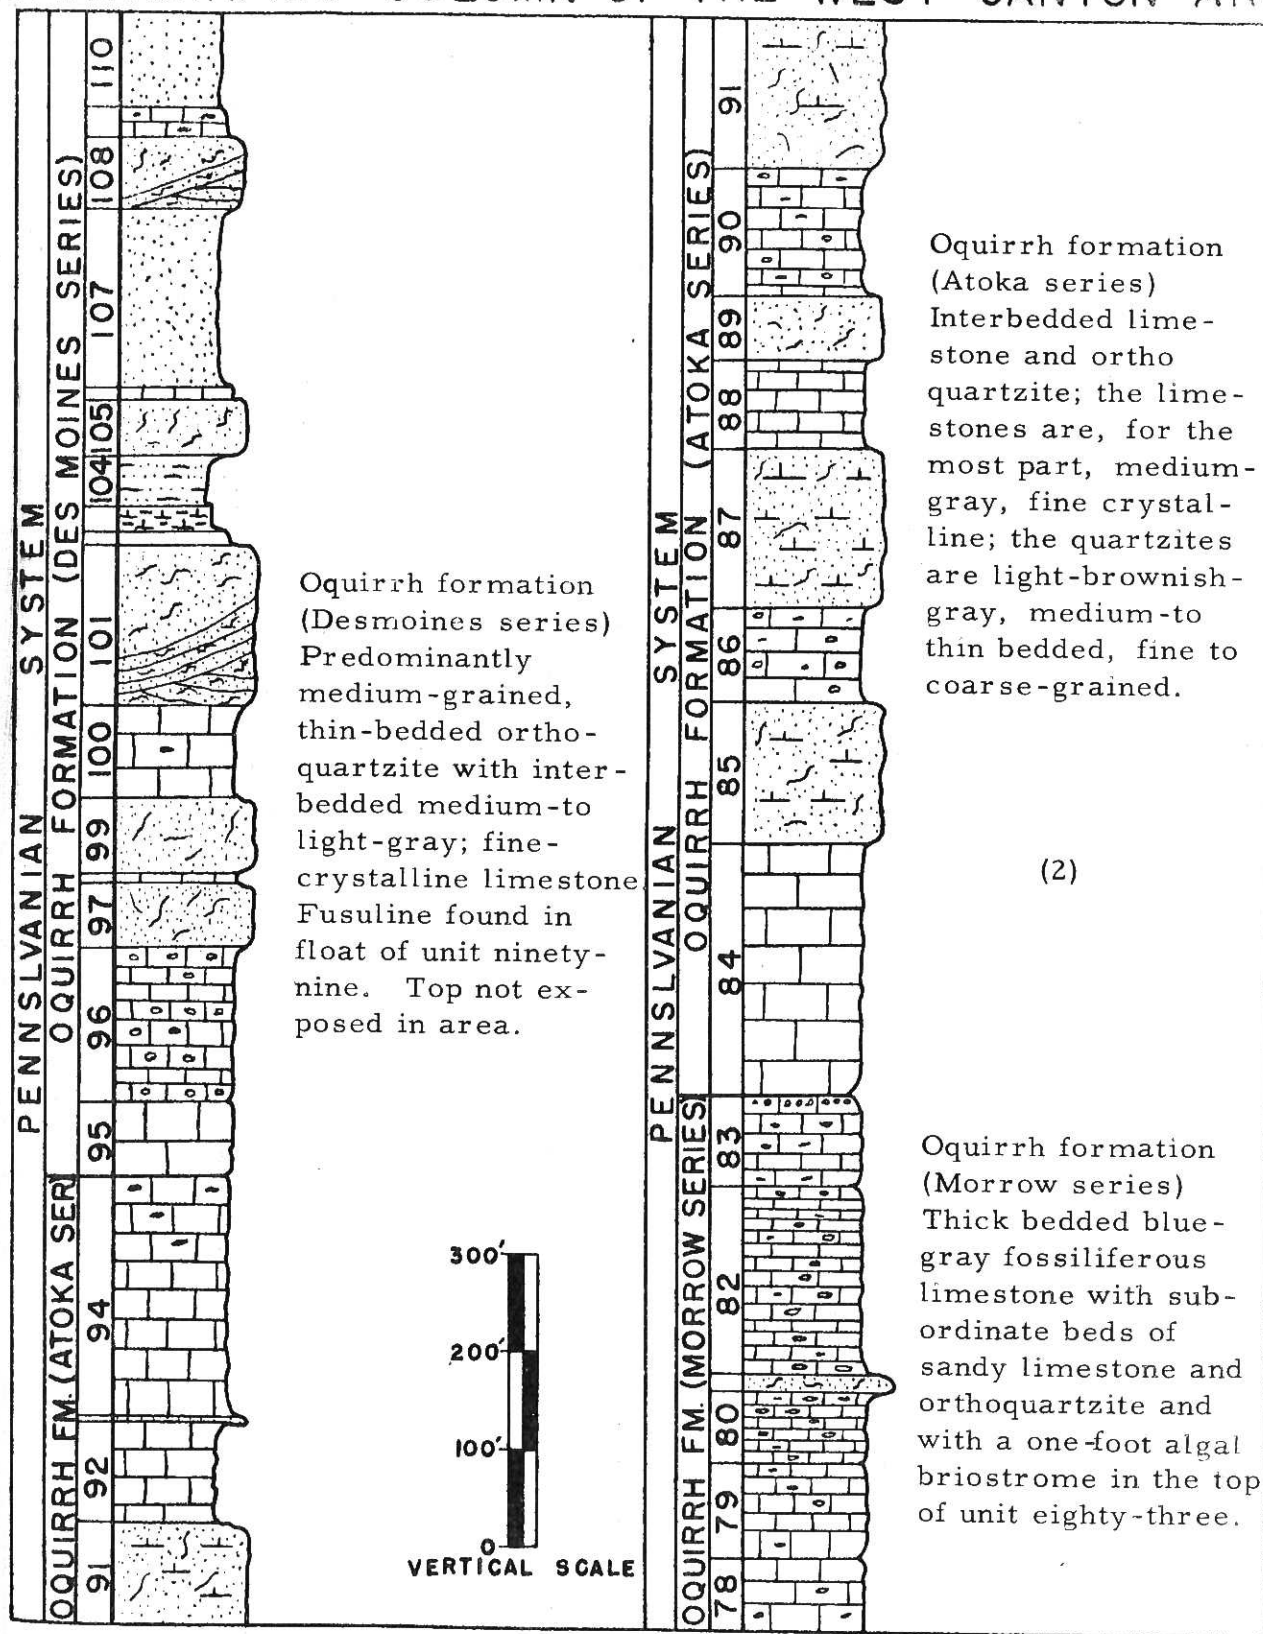 COLUMN OF THE WEST CANYON
PENNSLVANIAN SYSTEM
OQUIRRH FORMATION (DES MOINES SERIES)
OQUIRRH FM. (ATOKA SER)
110
108
107
105
104
101
100
99
97
96
95
94
92
91
Oquirrh formation
(Desmoines series)
Predominantly
medium-grained,
thin-bedded ortho-
quartzite with inter-
bedded medium-to
light-gray; fine-
crystalline limestone
Fusuline found in
float of unit ninety-
nine. Top not ex-
posed in area.
300'
200'
100'
0
VERTICAL SCALE
PENNSLVANIAN SYSTEM
OQUIRRH FORMATION (ATOKA SERIES)
OQUIRRH FM. (MORROW SERIES)
91
90
89
88
87
86
85
84
83
82
80
79
78
Oquirrh formation
(Atoka series)
Interbedded lime-
stone and ortho
quartzite; the lime-
stones are, for the
most part, medium-
gray, fine crystal-
line; the quartzites
are light-brownish-
gray, medium-to
thin bedded, fine to
coarse-grained.
(2)
Oquirrh formation
(Morrow series)
Thick bedded blue-
gray fossiliferous
limestone with sub-
ordinate beds of
sandy limestone and
orthoquartzite and
with a one-foot algal
briostrome in the top
of unit eighty-three.